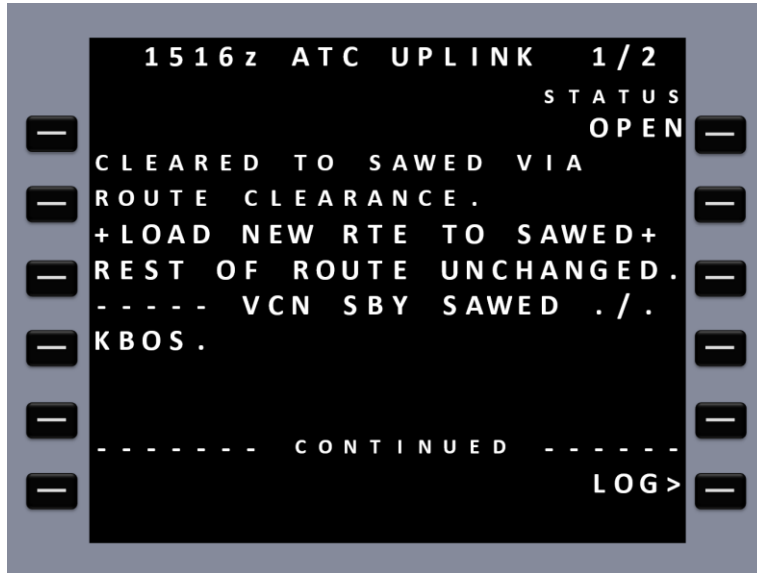 1516z ATC UPLINK 1/2
STATUS
OPEN
CLEARED TO SAWED VIA
ROUTE CLEARANCE.
+LOAD NEW RTE TO SAWED+
REST OF ROUTE UNCHANGED.
----- VCN SBY SAWED ./.
KBOS.
------- CONTINUED ------
LOG>